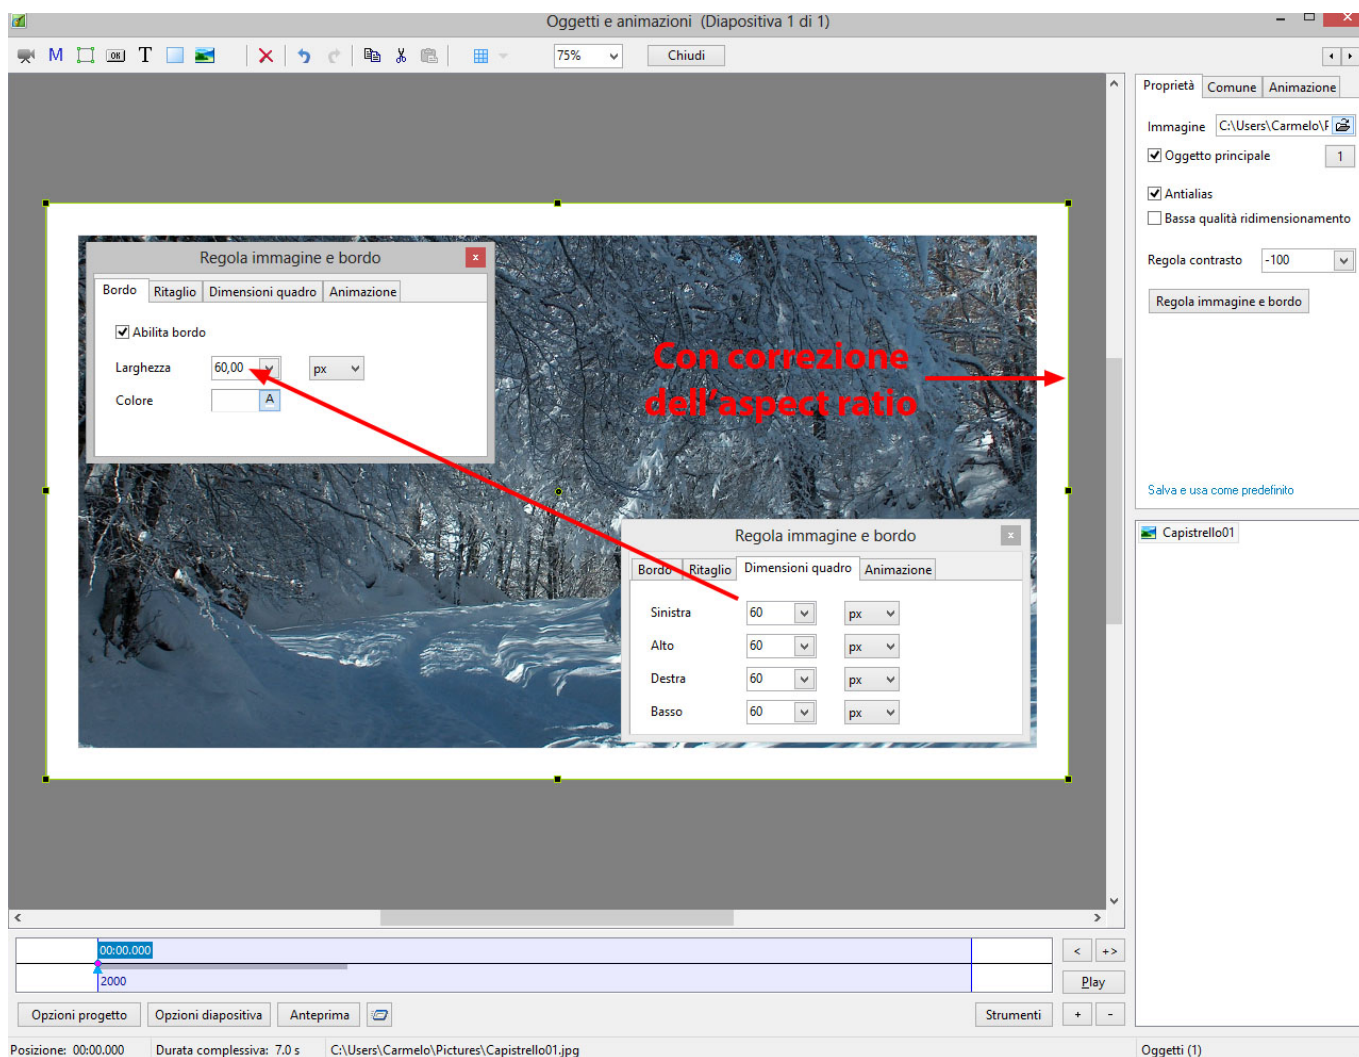 Oggetti e animazioni (Diapositiva 1 di 1)
M OK T 75% Chiudi
Proprietà Comune Animazione
Immagine C:\Users\Carmelo\F
Oggetto principale 1
Antialias
Bassa qualità ridimensionamento
Regola contrasto -100
Regola immagine e bordo
Salva e usa come predefinito
Capistrello01
Regola immagine e bordo x
Bordo Ritaglio Dimensioni quadro Animazione
Abilita bordo
Larghezza 60,00 px
Colore A
Con correzione
dell'aspect ratio
Regola immagine e bordo x
Bordo Ritaglio Dimensioni quadro Animazione
Sinistra 60 px
Alto 60 px
Destra 60 px
Basso 60 px
00:00.000 < +>
2000 Play
Opzioni progetto Opzioni diapositiva Anteprima Strumenti + -
Posizione: 00:00.000 Durata complessiva: 7.0 s C:\Users\Carmelo\Pictures\Capistrello01.jpg Oggetti (1)